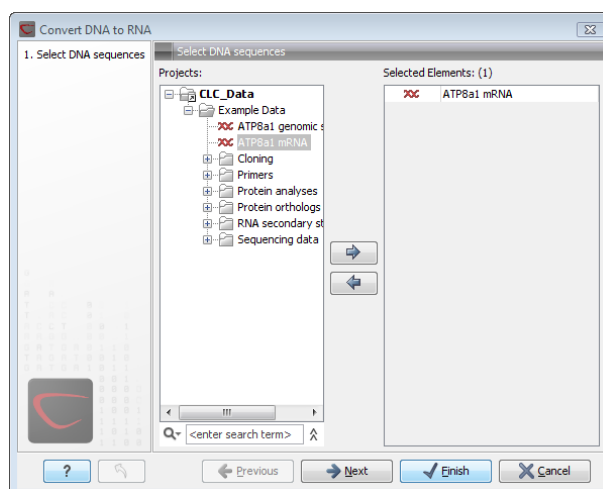 Convert DNA to RNA
1. Select DNA sequences
Select DNA sequences
Projects:
CLC_Data
Example Data
ATP8a1 genomic s
ATP8a1 mRNA
Cloning
Primers
Protein analyses
Protein orthologs
RNA secondary st
Sequencing data
<enter search term>
Selected Elements: (1)
ATP8a1 mRNA
?
Previous
Next
Finish
Cancel